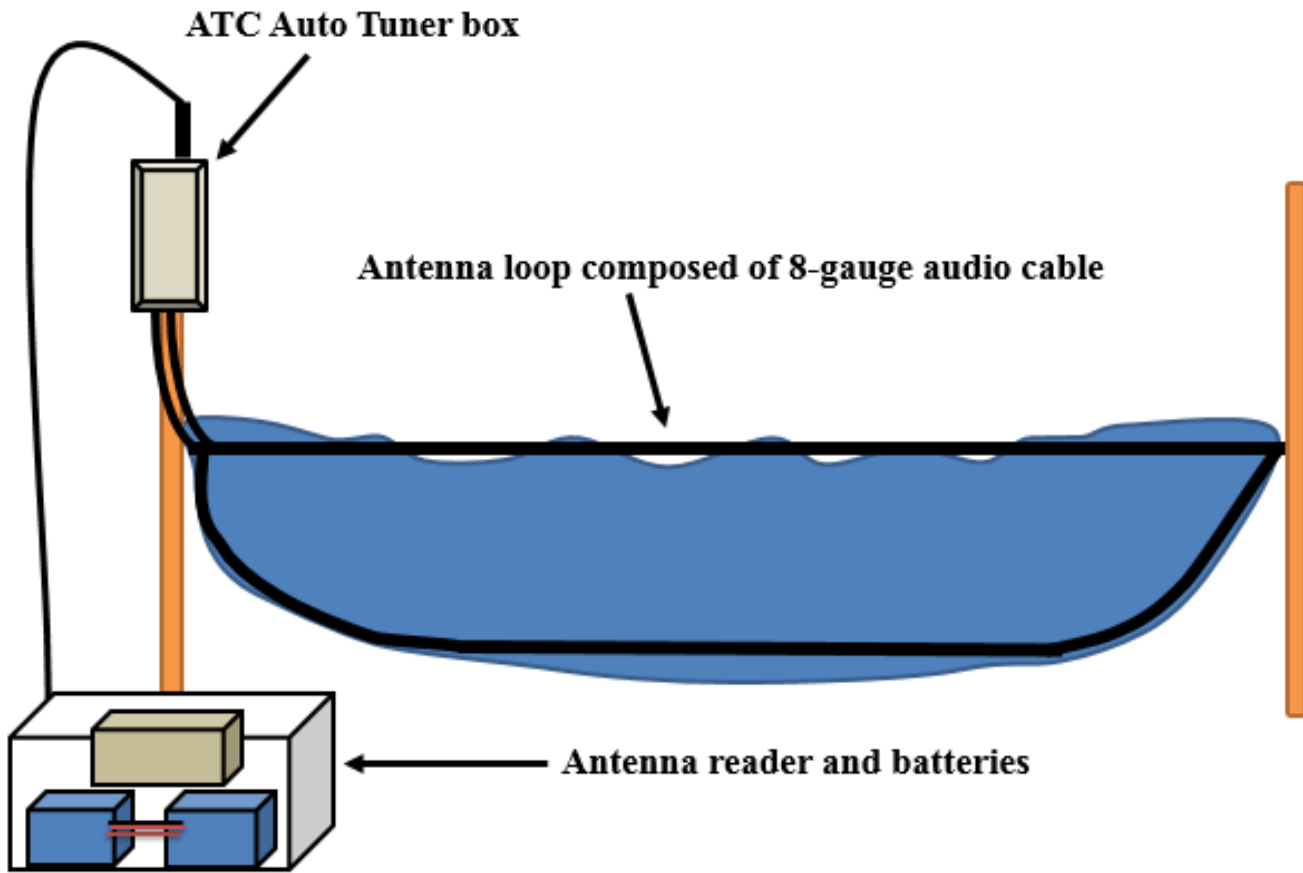 ATC Auto Tuner box
Antenna loop composed of 8-gauge audio cable
Antenna reader and batteries